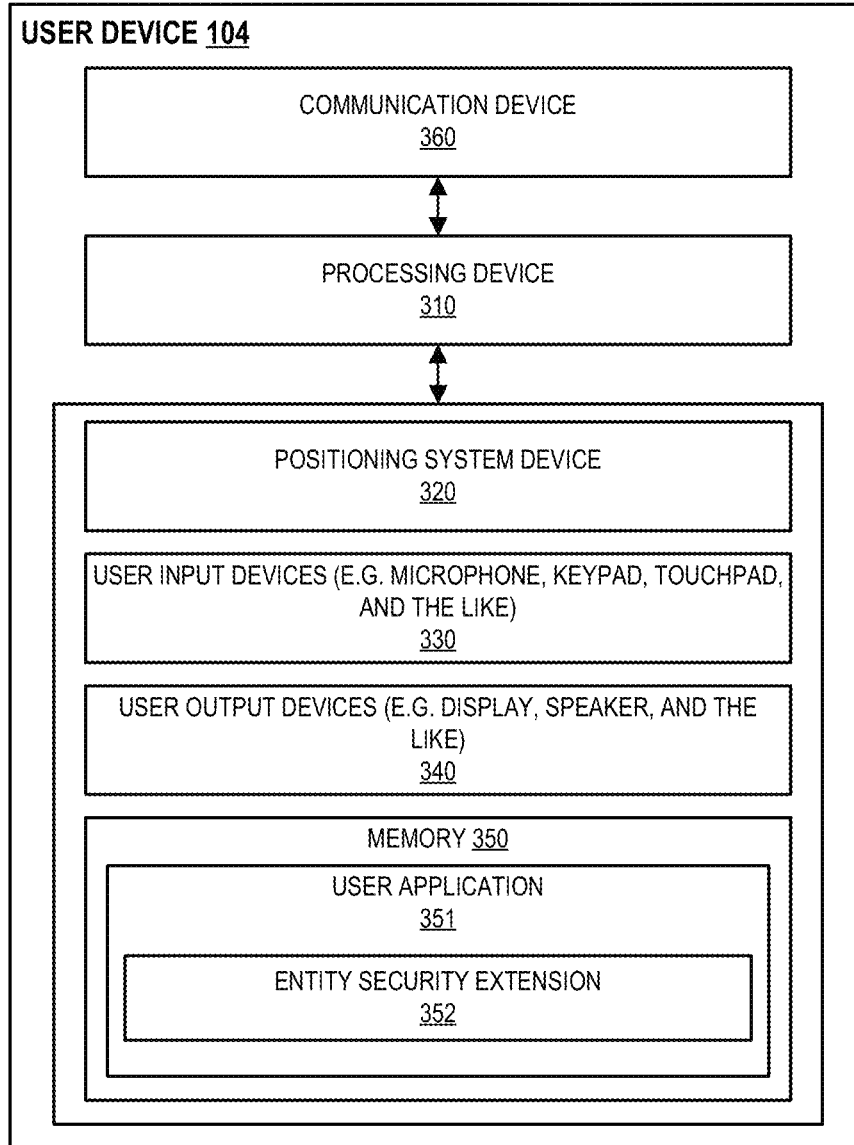 USER DEVICE 104
COMMUNICATION DEVICE
360
PROCESSING DEVICE
310
POSITIONING SYSTEM DEVICE
320
USER INPUT DEVICES (E.G. MICROPHONE, KEYPAD, TOUCHPAD,
AND THE LIKE)
330
USER OUTPUT DEVICES (E.G. DISPLAY, SPEAKER, AND THE
LIKE)
340
MEMORY 350
USER APPLICATION
351
ENTITY SECURITY EXTENSION
352